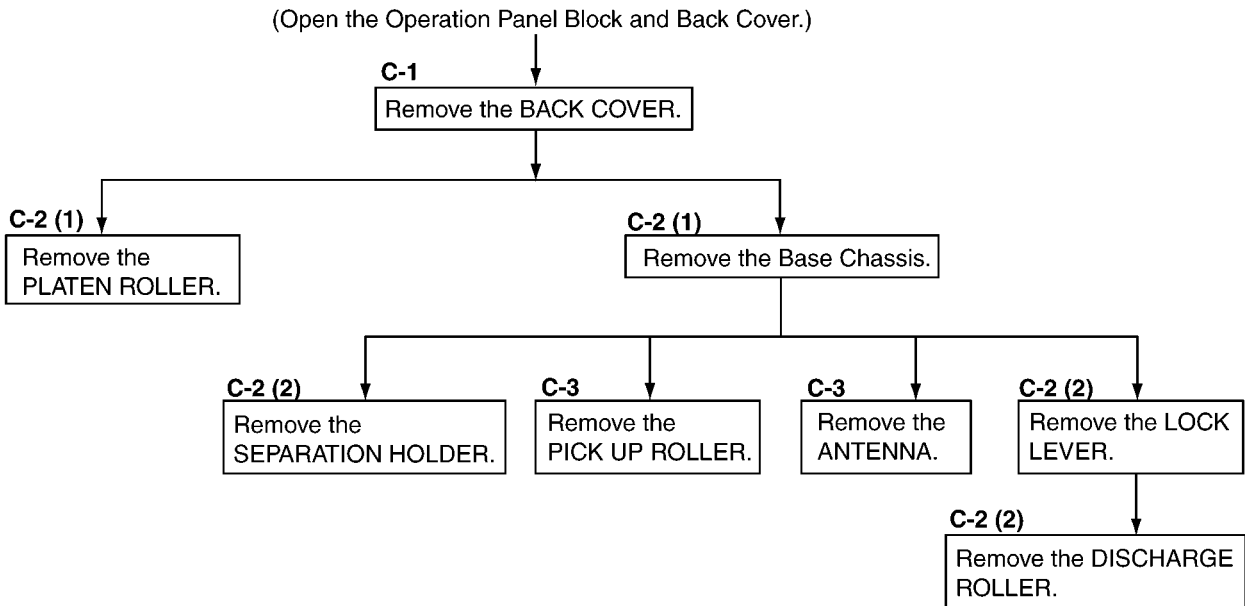 (Open the Operation Panel Block and Back Cover.)
C-1
Remove the BACK COVER.
C-2 (1)
Remove the
PLATEN ROLLER.
C-2 (1)
Remove the Base Chassis.
C-2 (2)
Remove the
SEPARATION HOLDER.
C-3
Remove the
PICK UP ROLLER.
C-3
Remove the
ANTENNA.
C-2 (2)
Remove the LOCK
LEVER.
C-2 (2)
Remove the DISCHARGE
ROLLER.